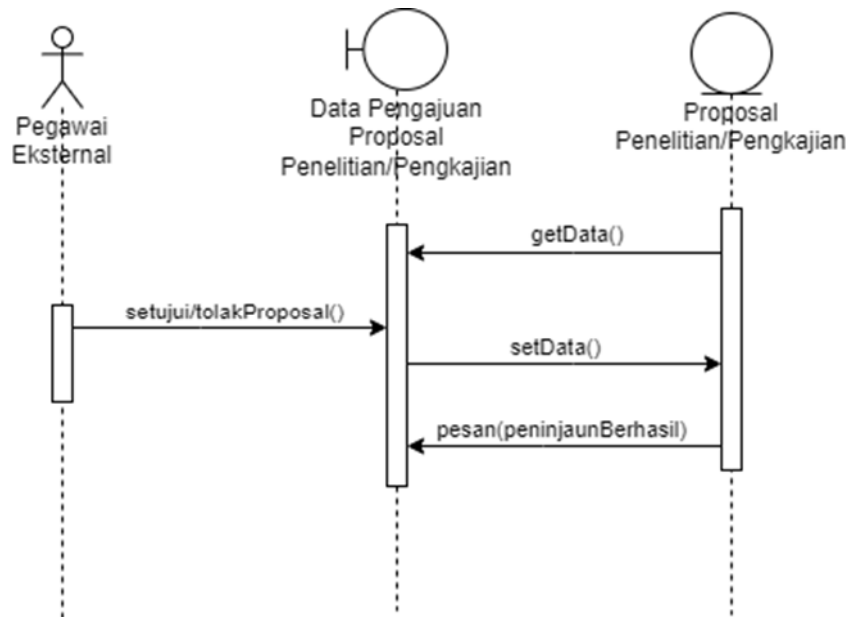 Pegawai
Eksternal
Data Pengajuan
Proposal
Penelitian/Pengkajian
Proposal
Penelitian/Pengkajian
getData()
setujui/tolakProposal()
setData()
pesan(peninjaunBerhasil)